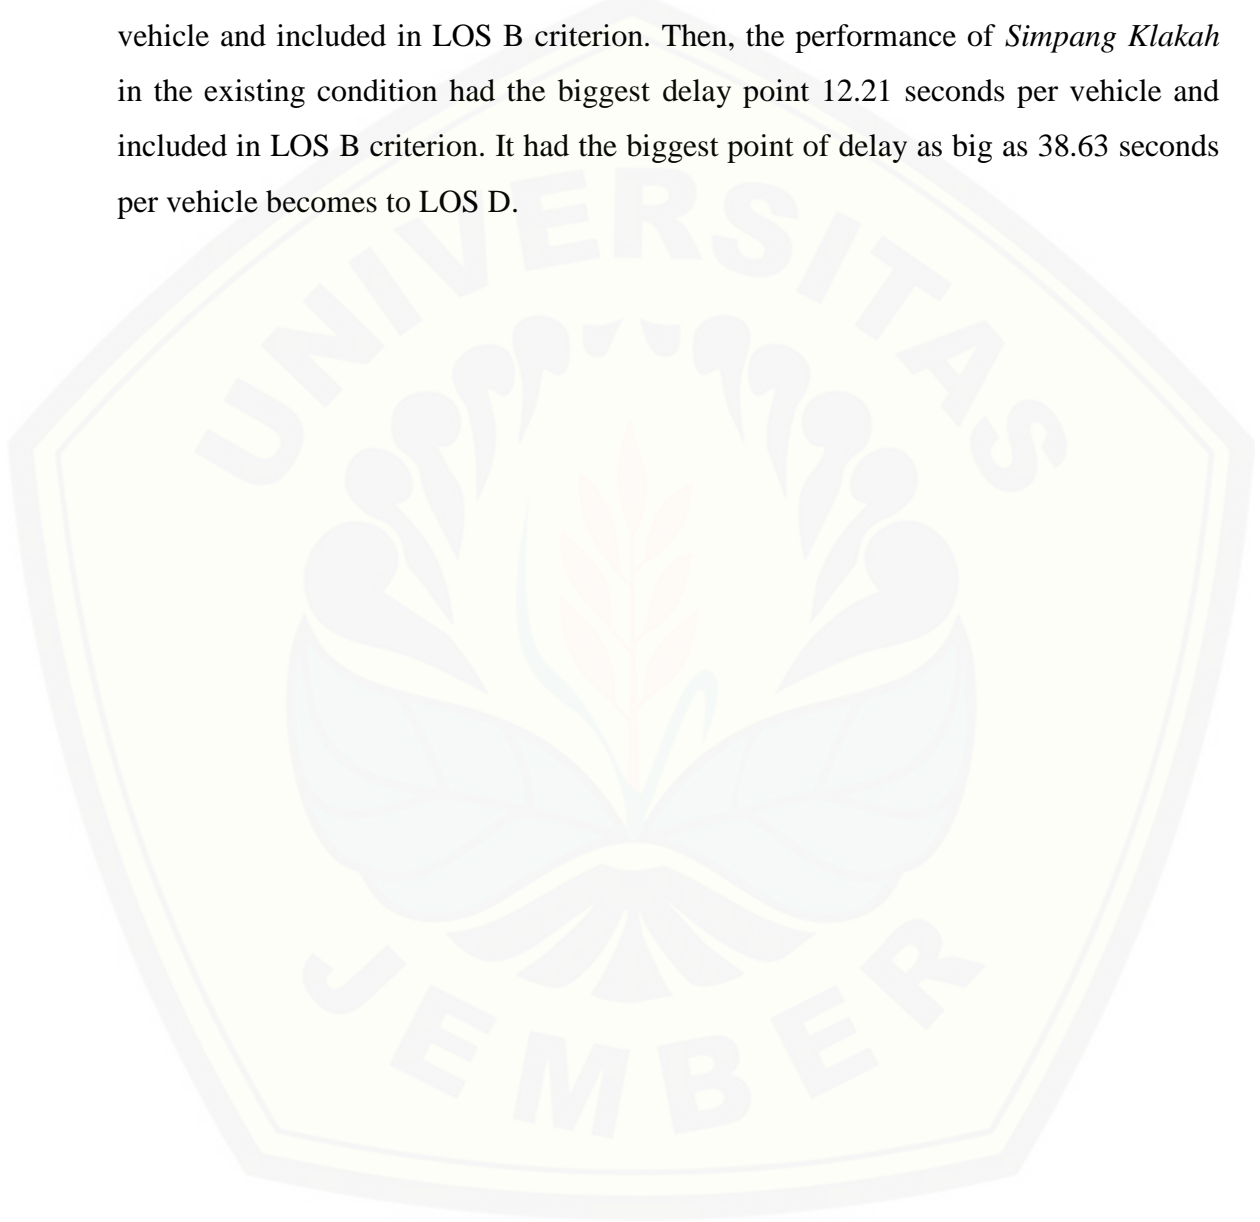 vehicle and included in LOS B criterion. Then, the performance of Simpang Klakah
in the existing condition had the biggest delay point 12.21 seconds per vehicle and
included in LOS B criterion. It had the biggest point of delay as big as 38.63 seconds
per vehicle becomes to LOS D.
UNIVERSITAS
JEMBER